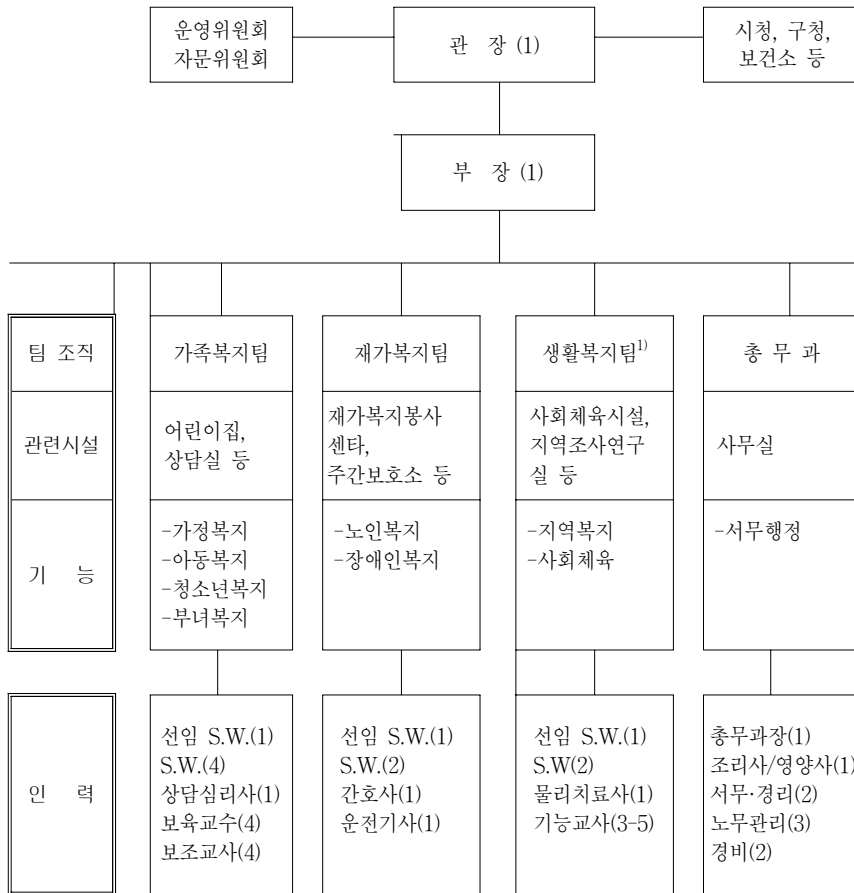 운영위원회
자문위원회
관 장 (1)
시청, 구청,
보건소 등
부 장 (1)
팀 조직
가족복지팀
재가복지팀
생활복지팀1)
총 무 과
관련시설
어린이집,
상담실 등
재가복지봉사
센타,
주간보호소 등
사회체육시설,
지역조사연구
실 등
사무실
기 능
-가정복지
-아동복지
-청소년복지
-부녀복지
-노인복지
-장애인복지
-지역복지
-사회체육
-서무행정
인 력
선임 S.W.(1)
S.W.(4)
상담심리사(1)
보육교수(4)
보조교사(4)
선임 S.W.(1)
S.W.(2)
간호사(1)
운전기사(1)
선임 S.W.(1)
S.W(2)
물리치료사(1)
기능교사(3-5)
총무과장(1)
조리사/영양사(1)
서무·경리(2)
노무관리(3)
경비(2)